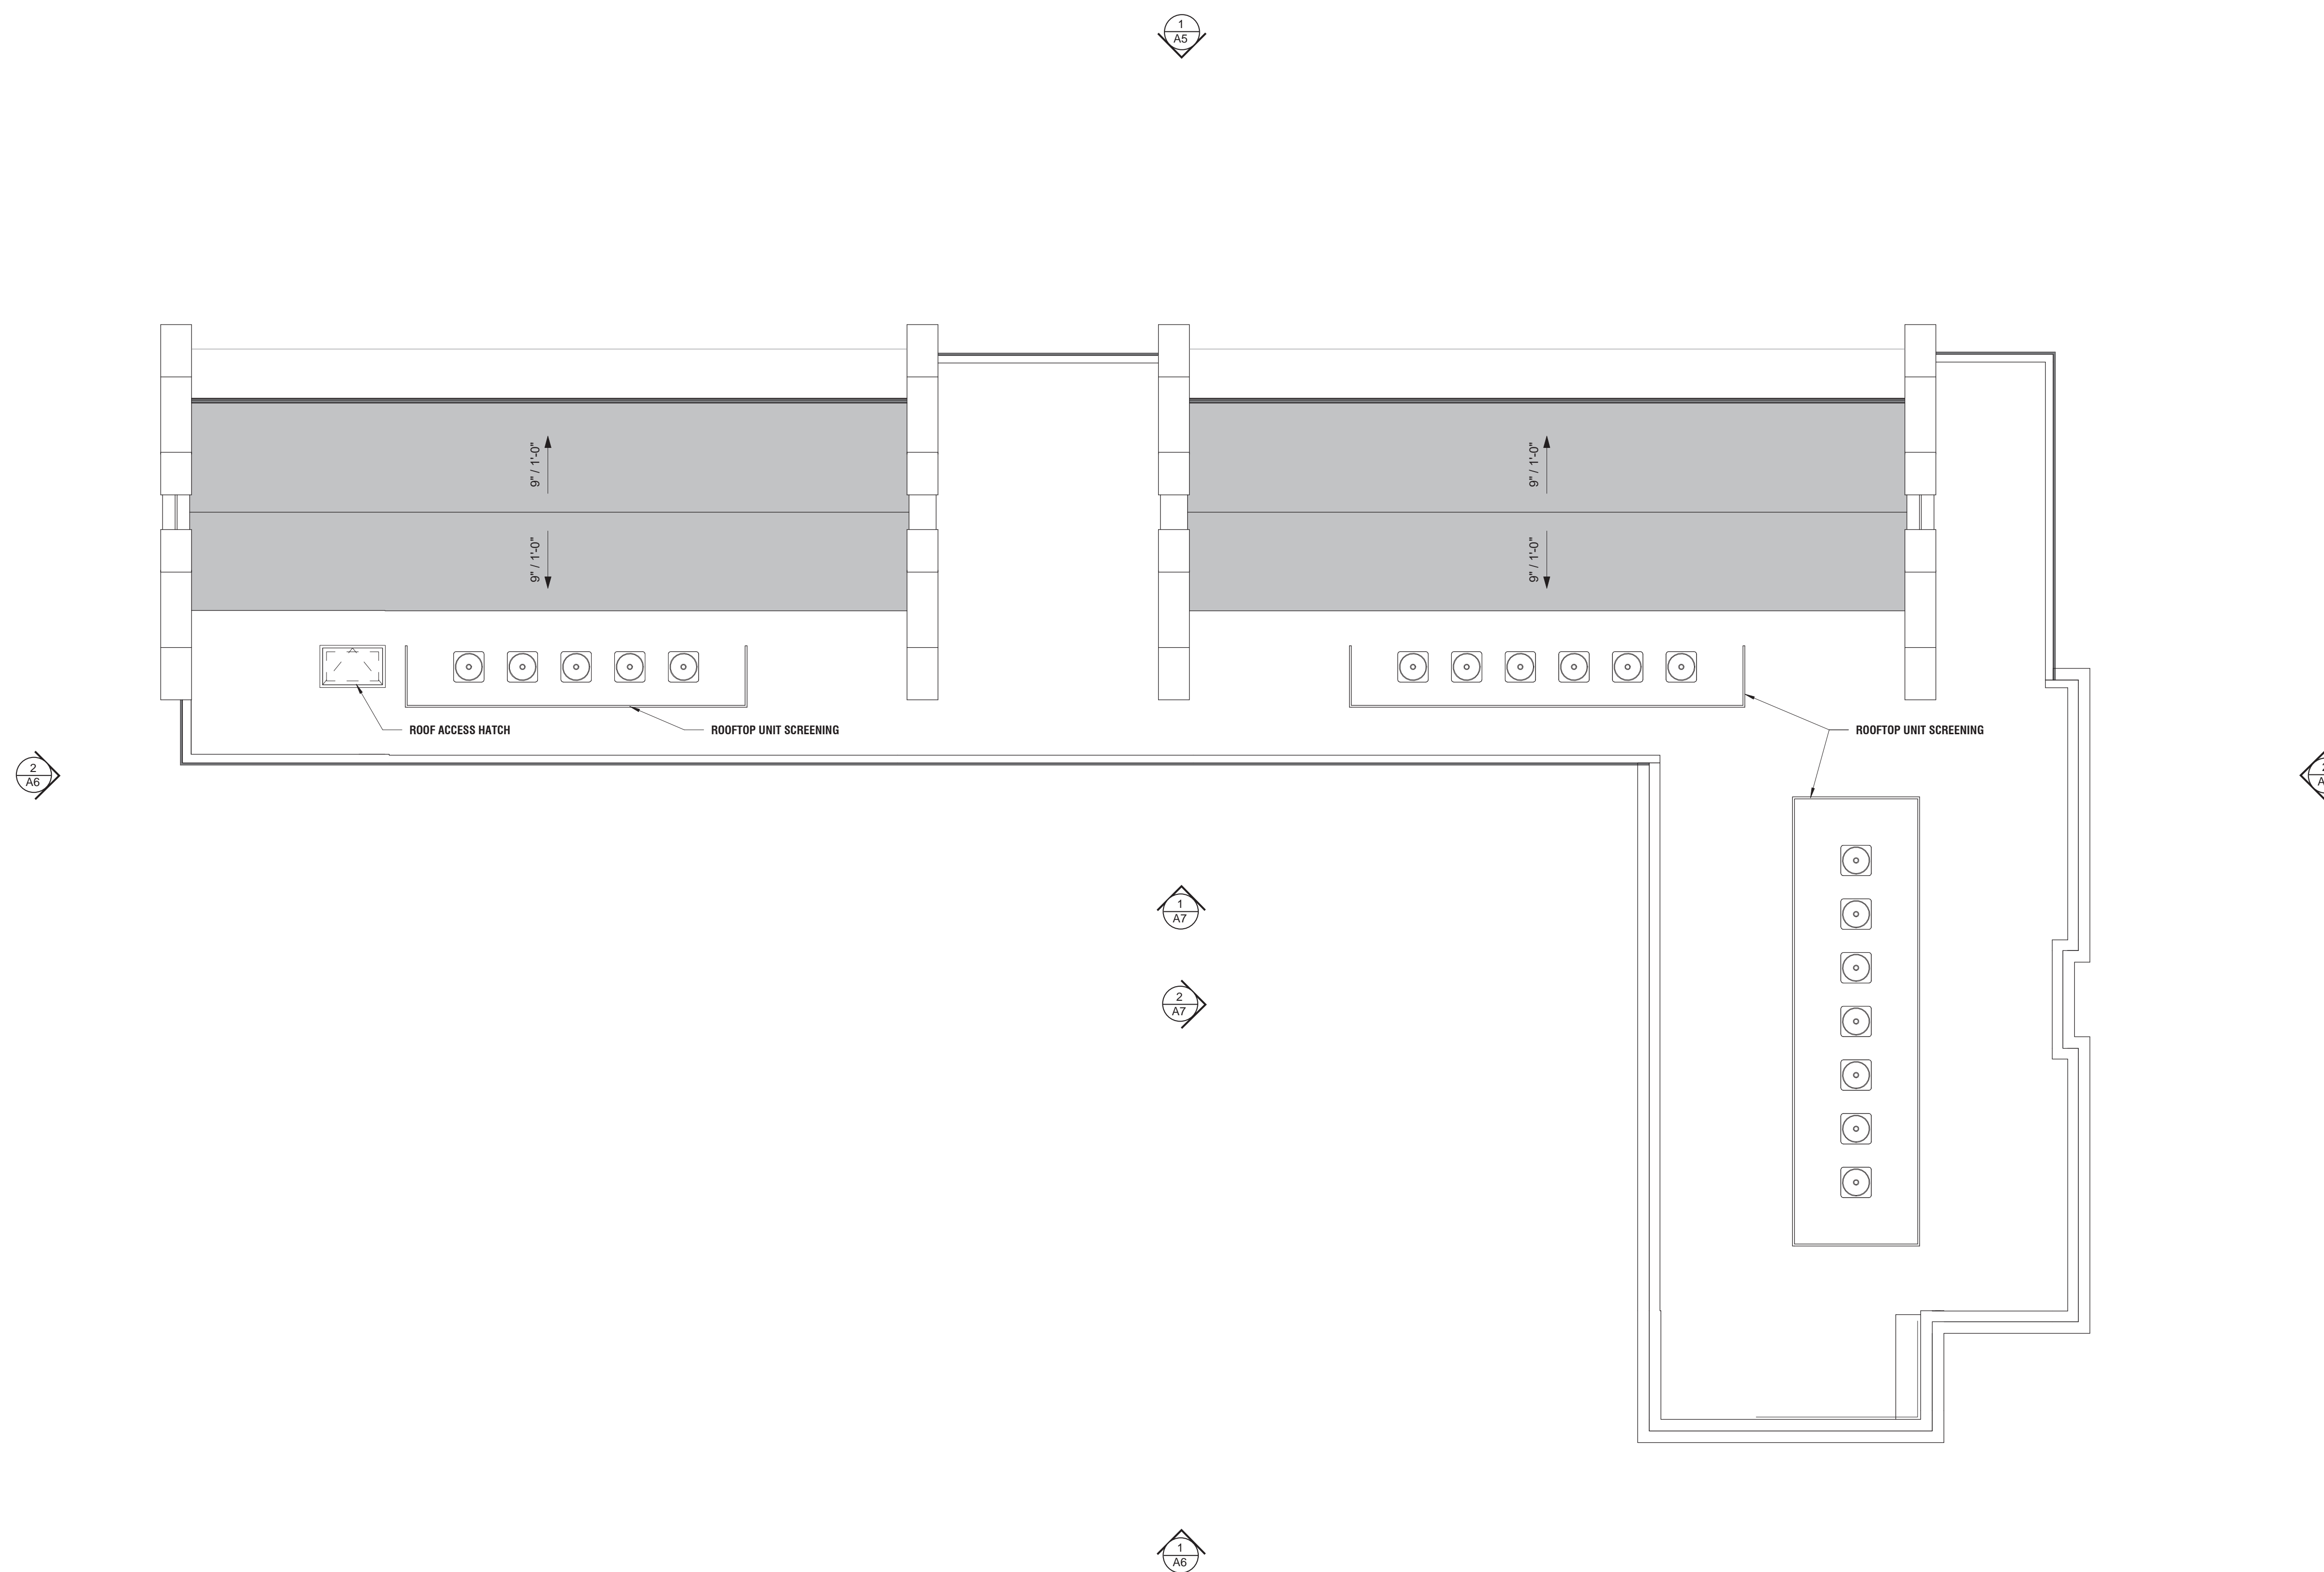 1
A5
9" / 1'-0"
9" / 1'-0"
9" / 1'-0"
9" / 1'-0"
ROOF ACCESS HATCH
ROOFTOP UNIT SCREENING
ROOFTOP UNIT SCREENING
2
A6
1
A7
2
A7
1
A6